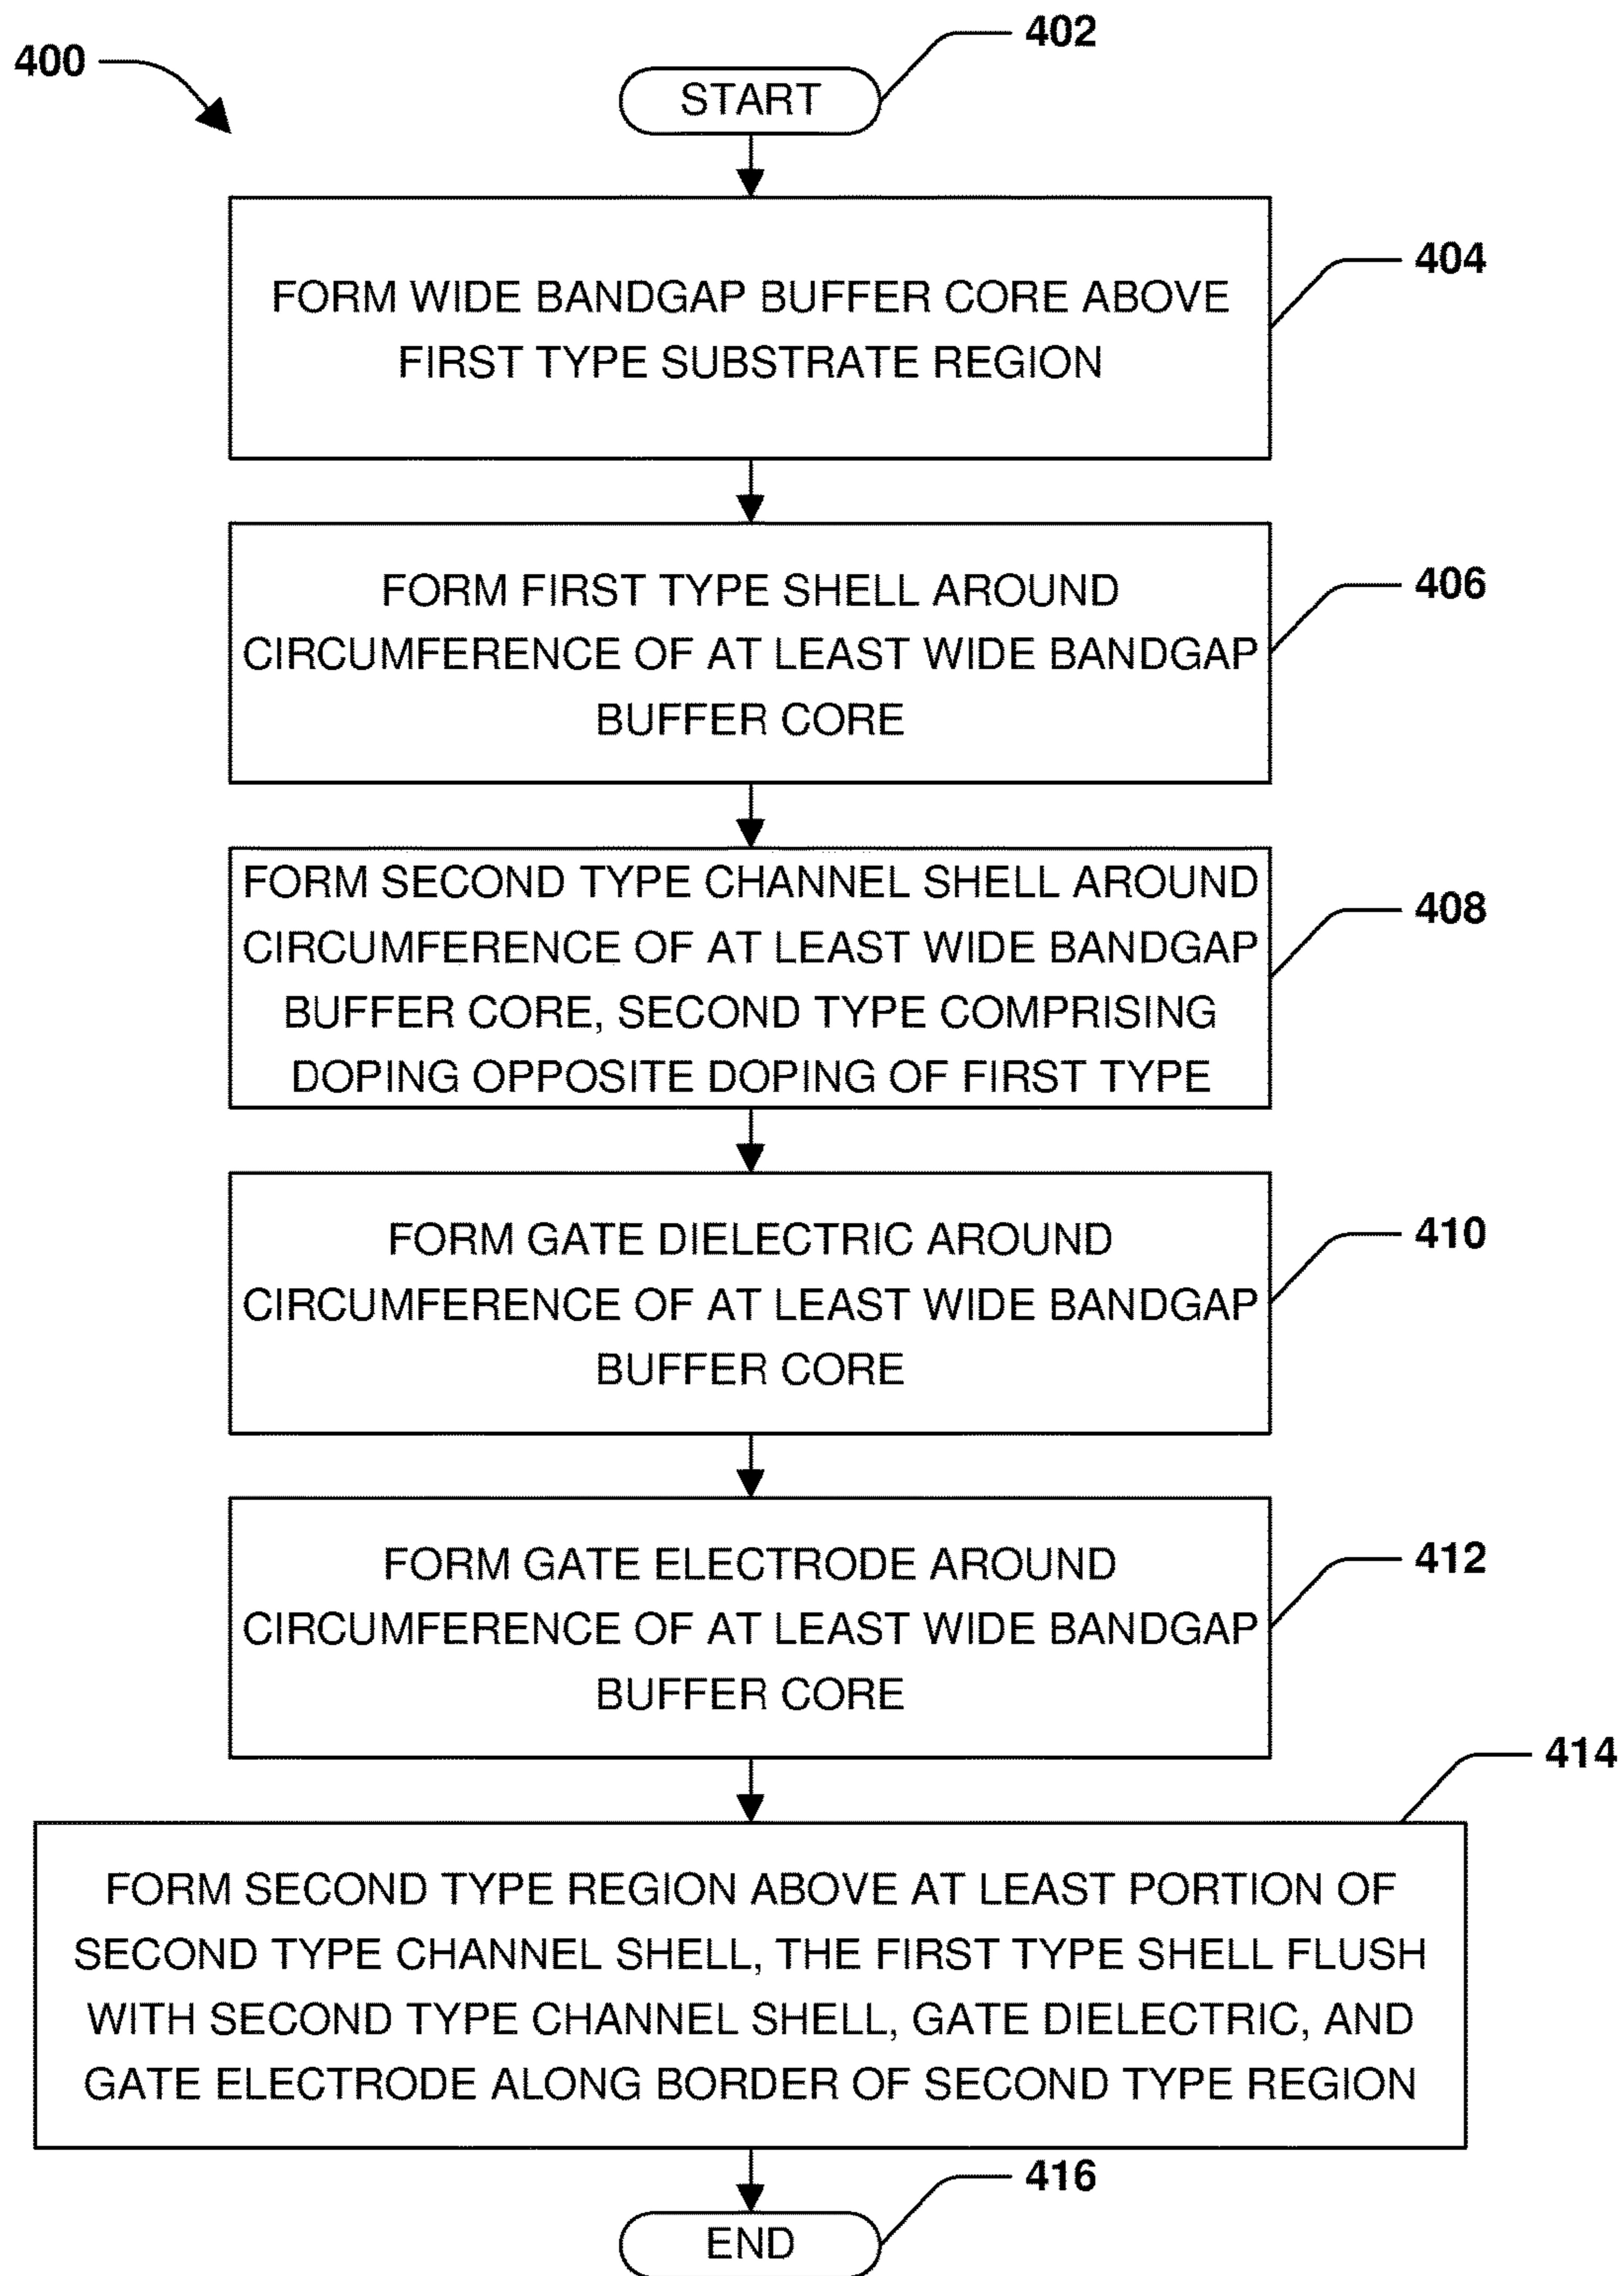 400
402
START
404
FORM WIDE BANDGAP BUFFER CORE ABOVE
FIRST TYPE SUBSTRATE REGION
406
FORM FIRST TYPE SHELL AROUND
CIRCUMFERENCE OF AT LEAST WIDE BANDGAP
BUFFER CORE
408
FORM SECOND TYPE CHANNEL SHELL AROUND
CIRCUMFERENCE OF AT LEAST WIDE BANDGAP
BUFFER CORE, SECOND TYPE COMPRISING
DOPING OPPOSITE DOPING OF FIRST TYPE
410
FORM GATE DIELECTRIC AROUND
CIRCUMFERENCE OF AT LEAST WIDE BANDGAP
BUFFER CORE
412
FORM GATE ELECTRODE AROUND
CIRCUMFERENCE OF AT LEAST WIDE BANDGAP
BUFFER CORE
414
FORM SECOND TYPE REGION ABOVE AT LEAST PORTION OF
SECOND TYPE CHANNEL SHELL, THE FIRST TYPE SHELL FLUSH
WITH SECOND TYPE CHANNEL SHELL, GATE DIELECTRIC, AND
GATE ELECTRODE ALONG BORDER OF SECOND TYPE REGION
416
END